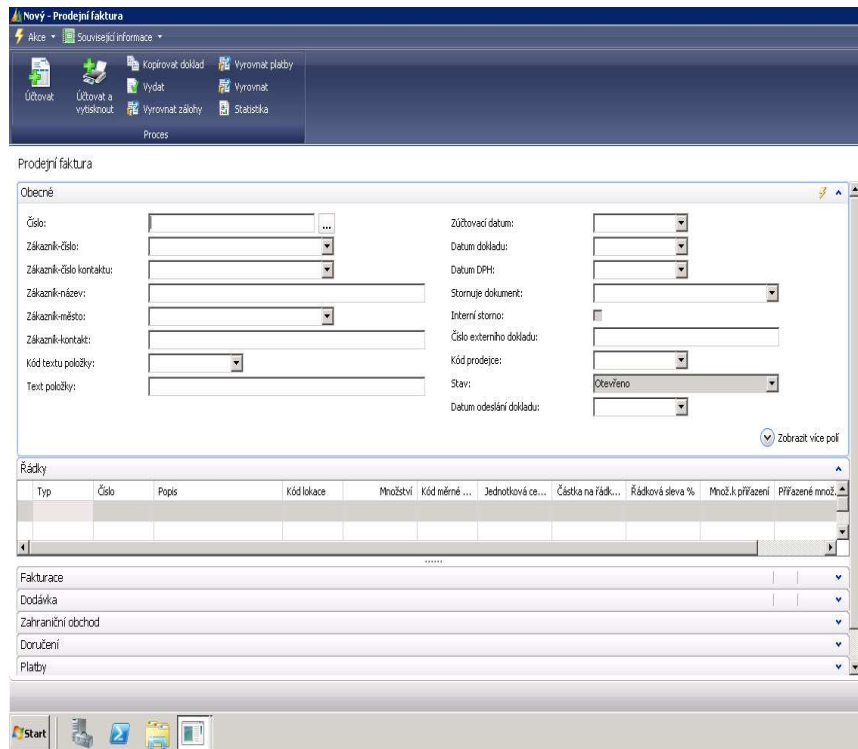 Nový - Prodejní faktura
Akce
Související informace
Účtovat
Účtovat a vytisknout
Kopírovat doklad
Vydat
Vyrovnat zálohy
Vyrovnat platby
Vyrovnat
Statistika
Proces
Prodejní faktura
Obecné
Číslo:
...
Zákazník-číslo:
Zákazník-číslo kontaktu:
Zákazník-název:
Zákazník-město:
Zákazník-kontakt:
Kód textu položky:
Text položky:
Zúčtovací datum:
Datum dokladu:
Datum DPH:
Stornuje dokument:
Interní storno:
Číslo externího dokladu:
Kód prodejce:
Stav: Otevřeno
Datum odeslání dokladu:
Zobrazit více polí
Řádky
Typ Číslo Popis Kód lokace Množství Kód měrné ... Jednotková ce... Částka na řádk... Řádková sleva % Množ.k přiřazení Přiřazené množ.
Fakturace
Dodávka
Zahraniční obchod
Doručení
Platby
Start